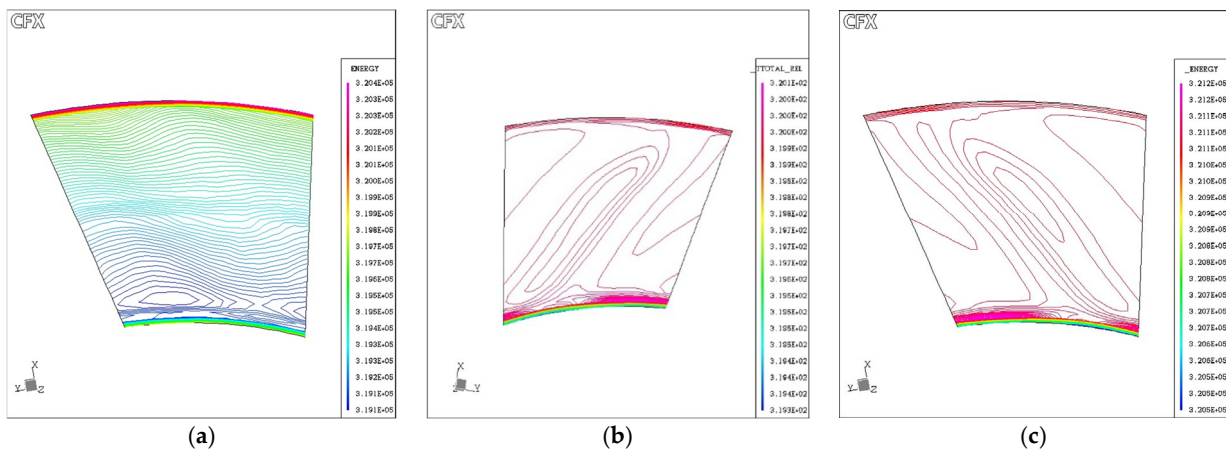 CFX
ENERGY
3.204E+05
3.203E+05
3.203E+05
3.202E+05
3.201E+05
3.201E+05
3.200E+05
3.199E+05
3.199E+05
3.198E+05
3.197E+05
3.197E+05
3.196E+05
3.195E+05
3.195E+05
3.194E+05
3.193E+05
3.193E+05
3.192E+05
3.191E+05
3.191E+05
X
Y
Z
(a)
CFX
_TTOTAL_REL
3.201E+02
3.200E+02
3.200E+02
3.199E+02
3.199E+02
3.199E+02
3.198E+02
3.198E+02
3.197E+02
3.197E+02
3.197E+02
3.196E+02
3.196E+02
3.195E+02
3.195E+02
3.195E+02
3.194E+02
3.194E+02
3.193E+02
X
Y
(b)
CFX
_ENERGY
3.212E+05
3.212E+05
3.211E+05
3.211E+05
3.211E+05
3.210E+05
3.210E+05
3.209E+05
3.209E+05
3.209E+05
3.208E+05
3.208E+05
3.207E+05
3.207E+05
3.207E+05
3.206E+05
3.206E+05
3.205E+05
3.205E+05
X
Y
Z
(c)